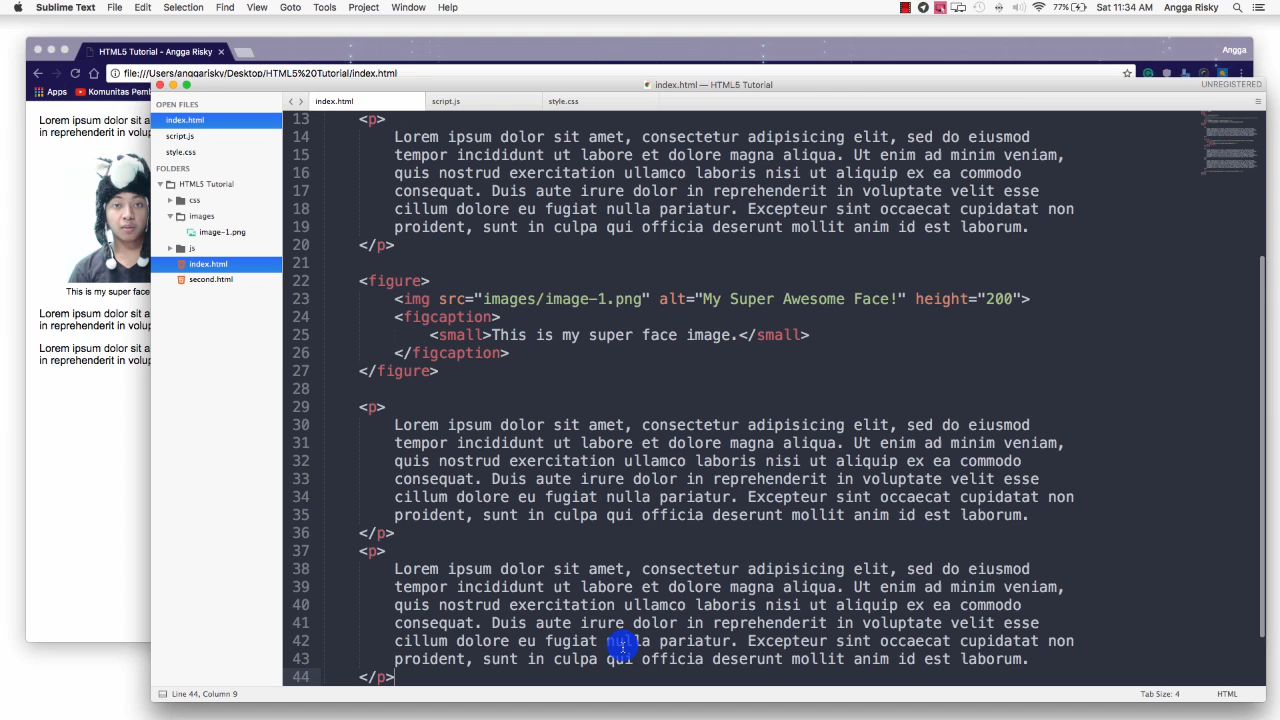 Sublime Text File Edit Selection Find View Goto Tools Project Window Help 77% Sat 11:34 AM Angga Risky
HTML5 Tutorial - Angga Risky × Angga
file:///Users/anggarisky/Desktop/HTML5%20Tutorial/index.html
Apps Komunitas Pemb
Lorem ipsum dolor sit a
in reprehenderit in volup
This is my super face
Lorem ipsum dolor sit a
in reprehenderit in volup
Lorem ipsum dolor sit a
in reprehenderit in volup
index.html — HTML5 Tutorial UNREGISTERED
OPEN FILES
index.html
script.js
style.css
FOLDERS
HTML5 Tutorial
css
images
image-1.png
js
index.html
second.html
index.html script.js style.css
13 <p>
14 Lorem ipsum dolor sit amet, consectetur adipisicing elit, sed do eiusmod
15 tempor incididunt ut labore et dolore magna aliqua. Ut enim ad minim veniam,
16 quis nostrud exercitation ullamco laboris nisi ut aliquip ex ea commodo
17 consequat. Duis aute irure dolor in reprehenderit in voluptate velit esse
18 cillum dolore eu fugiat nulla pariatur. Excepteur sint occaecat cupidatat non
19 proident, sunt in culpa qui officia deserunt mollit anim id est laborum.
20 </p>
21
22 <figure>
23 <img src="images/image-1.png" alt="My Super Awesome Face!" height="200">
24 <figcaption>
25 <small>This is my super face image.</small>
26 </figcaption>
27 </figure>
28
29 <p>
30 Lorem ipsum dolor sit amet, consectetur adipisicing elit, sed do eiusmod
31 tempor incididunt ut labore et dolore magna aliqua. Ut enim ad minim veniam,
32 quis nostrud exercitation ullamco laboris nisi ut aliquip ex ea commodo
33 consequat. Duis aute irure dolor in reprehenderit in voluptate velit esse
34 cillum dolore eu fugiat nulla pariatur. Excepteur sint occaecat cupidatat non
35 proident, sunt in culpa qui officia deserunt mollit anim id est laborum.
36 </p>
37 <p>
38 Lorem ipsum dolor sit amet, consectetur adipisicing elit, sed do eiusmod
39 tempor incididunt ut labore et dolore magna aliqua. Ut enim ad minim veniam,
40 quis nostrud exercitation ullamco laboris nisi ut aliquip ex ea commodo
41 consequat. Duis aute irure dolor in reprehenderit in voluptate velit esse
42 cillum dolore eu fugiat nulla pariatur. Excepteur sint occaecat cupidatat non
43 proident, sunt in culpa qui officia deserunt mollit anim id est laborum.
44 </p>
Line 44, Column 9 Tab Size: 4 HTML